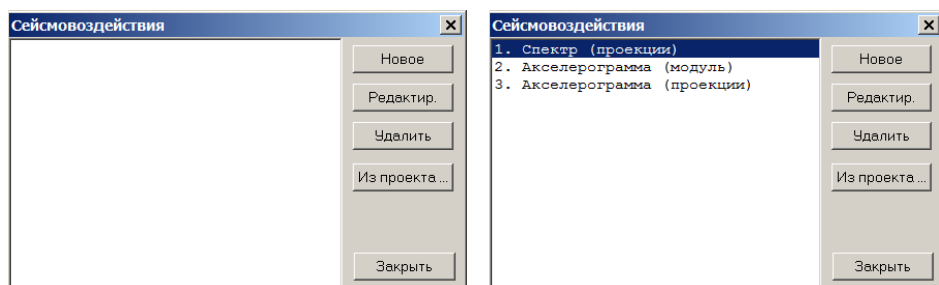 Сейсмовоздействия
Новое
Редактир.
Удалить
Из проекта ...
Закрыть
Сейсмовоздействия
1. Спектр (проекции)
2. Акселерограмма (модуль)
3. Акселерограмма (проекции)
Новое
Редактир.
Удалить
Из проекта ...
Закрыть